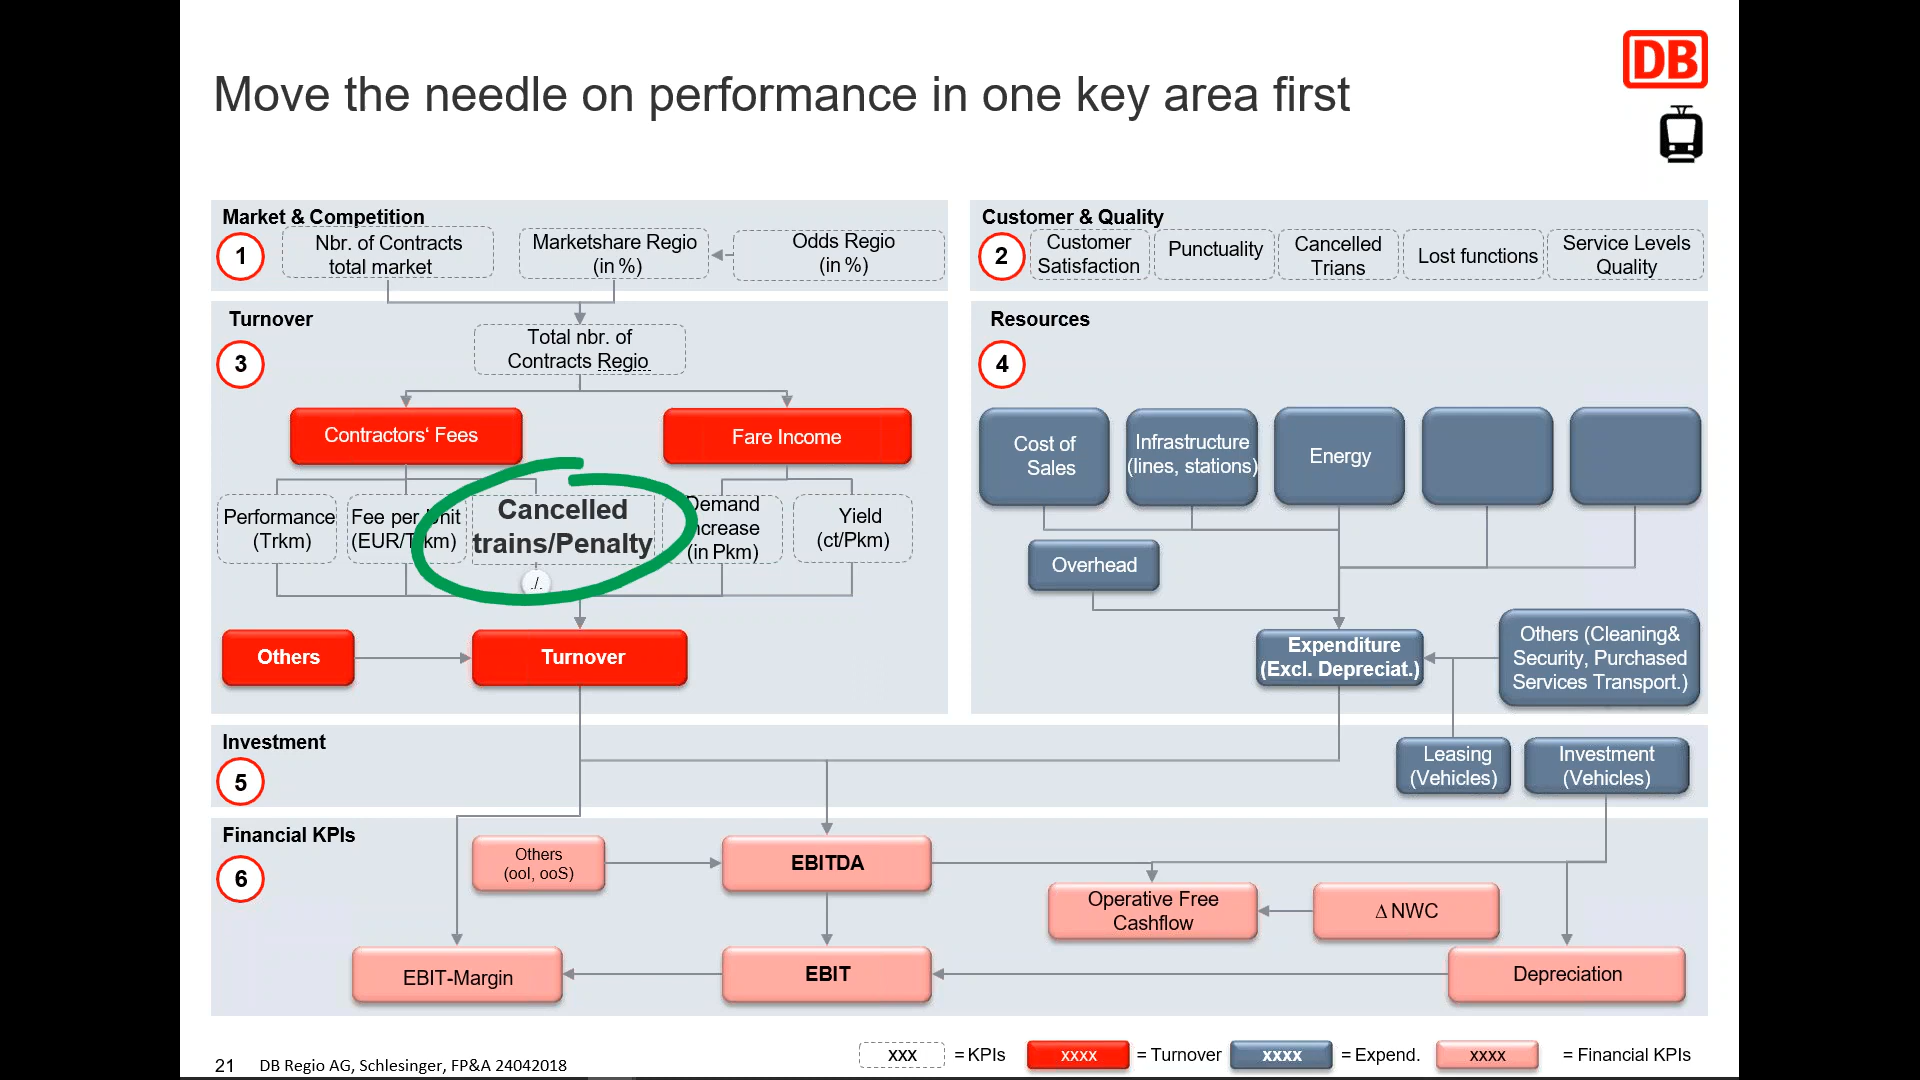 Move the needle on performance in one key area first
DB
Market & Competition
1
Nbr. of Contracts
total market
Marketshare Regio
(in %)
Odds Regio
(in %)
Customer & Quality
2
Customer
Satisfaction
Punctuality
Cancelled
Trians
Lost functions
Service Levels
Quality
Turnover
3
Total nbr. of
Contracts Regio
Contractors‘ Fees
Fare Income
Performance
(Trkm)
Fee per Unit
(EUR/Trkm)
Cancelled
trains/Penalty
./.
Demand
increase
(in Pkm)
Yield
(ct/Pkm)
Others
Turnover
Resources
4
Cost of
Sales
Infrastructure
(lines, stations)
Energy
Overhead
Expenditure
(Excl. Depreciat.)
Others (Cleaning&
Security, Purchased
Services Transport.)
Investment
5
Leasing
(Vehicles)
Investment
(Vehicles)
Financial KPIs
6
Others
(ooI, ooS)
EBITDA
Operative Free
Cashflow
Δ NWC
EBIT-Margin
EBIT
Depreciation
21 DB Regio AG, Schlesinger, FP&A 24042018
xxx = KPIs
xxxx = Turnover
xxxx = Expend.
xxxx = Financial KPIs